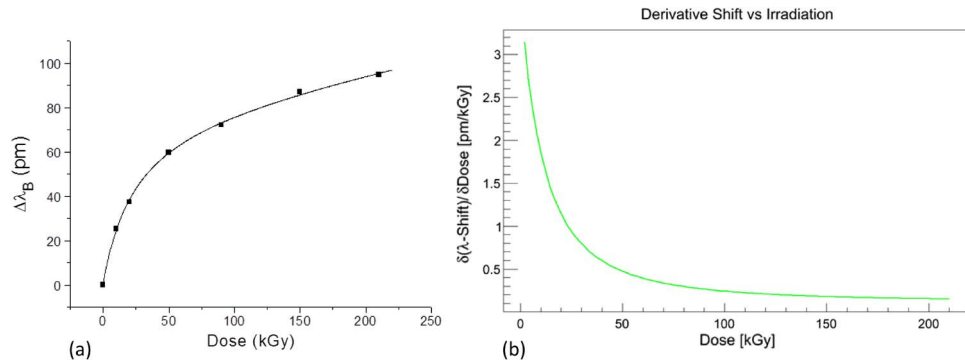 100
80
60
40
20
0
Δλ_B (pm)
0 50 100 150 200 250
Dose (kGy)
(a)
Derivative Shift vs Irradiation
3
2.5
2
1.5
1
0.5
δ(λ-Shift)/ δDose [pm/kGy]
0 50 100 150 200
Dose [kGy]
(b)